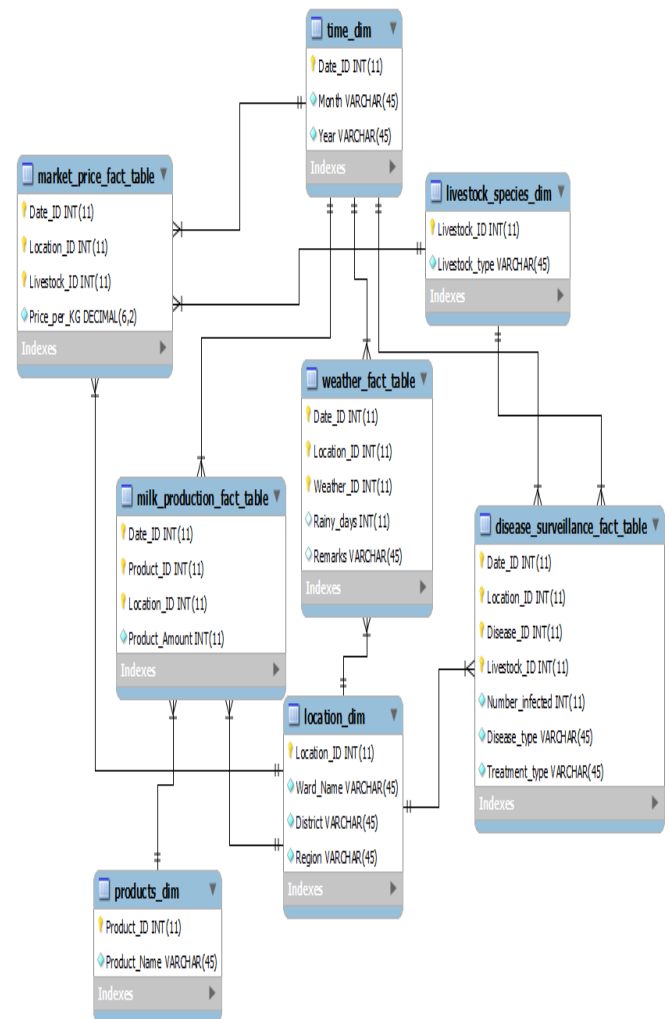 time_dim
Date_ID INT(11)
Month VARCHAR(45)
Year VARCHAR(45)
Indexes
market_price_fact_table
Date_ID INT(11)
Location_ID INT(11)
Livestock_ID INT(11)
Price_per_KG DECIMAL(6,2)
Indexes
livestock_species_dim
Livestock_ID INT(11)
Livestock_type VARCHAR(45)
Indexes
weather_fact_table
Date_ID INT(11)
Location_ID INT(11)
Weather_ID INT(11)
Rainy_days INT(11)
Remarks VARCHAR(45)
Indexes
milk_production_fact_table
Date_ID INT(11)
Product_ID INT(11)
Location_ID INT(11)
Product_Amount INT(11)
Indexes
disease_surveillance_fact_table
Date_ID INT(11)
Location_ID INT(11)
Disease_ID INT(11)
Livestock_ID INT(11)
Number_infected INT(11)
Disease_type VARCHAR(45)
Treatment_type VARCHAR(45)
Indexes
location_dim
Location_ID INT(11)
Ward_Name VARCHAR(45)
District VARCHAR(45)
Region VARCHAR(45)
Indexes
products_dim
Product_ID INT(11)
Product_Name VARCHAR(45)
Indexes